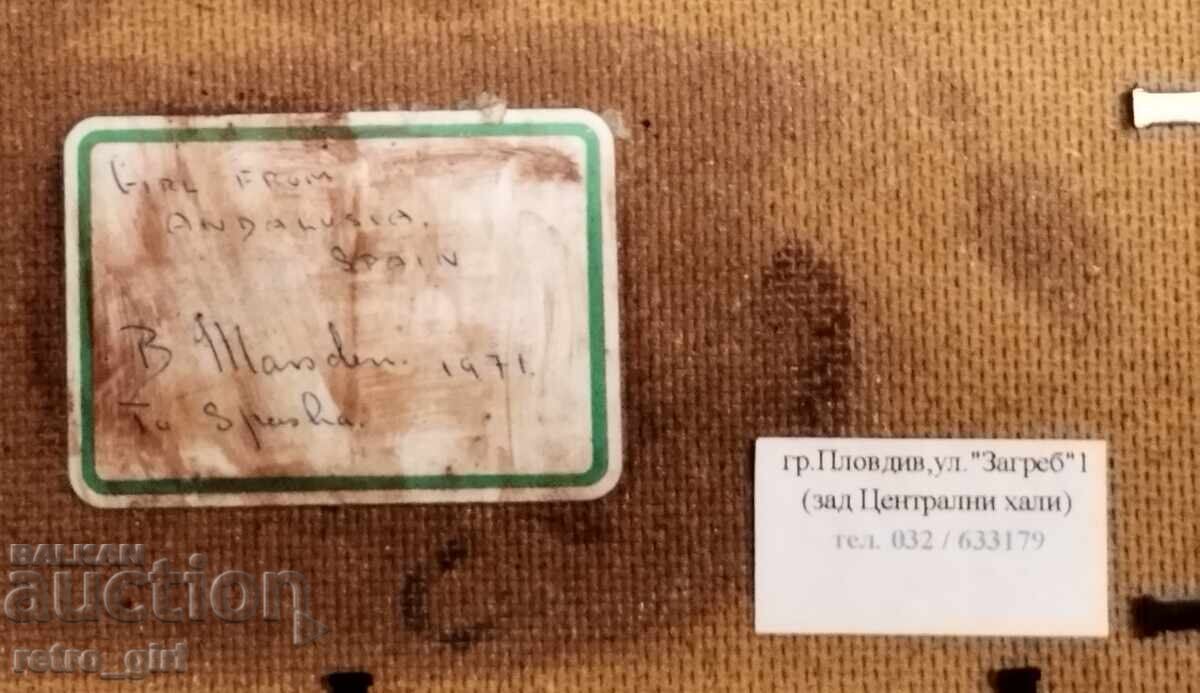 GIRL FROM
ANDALUSIA.
SPAIN
B Marsden. 1971.
To Spasha.
гр.Пловдив,ул."Загреб"1
(зад Централни хали)
тел. 032 / 633179
BALKAN
auction
retro_girl